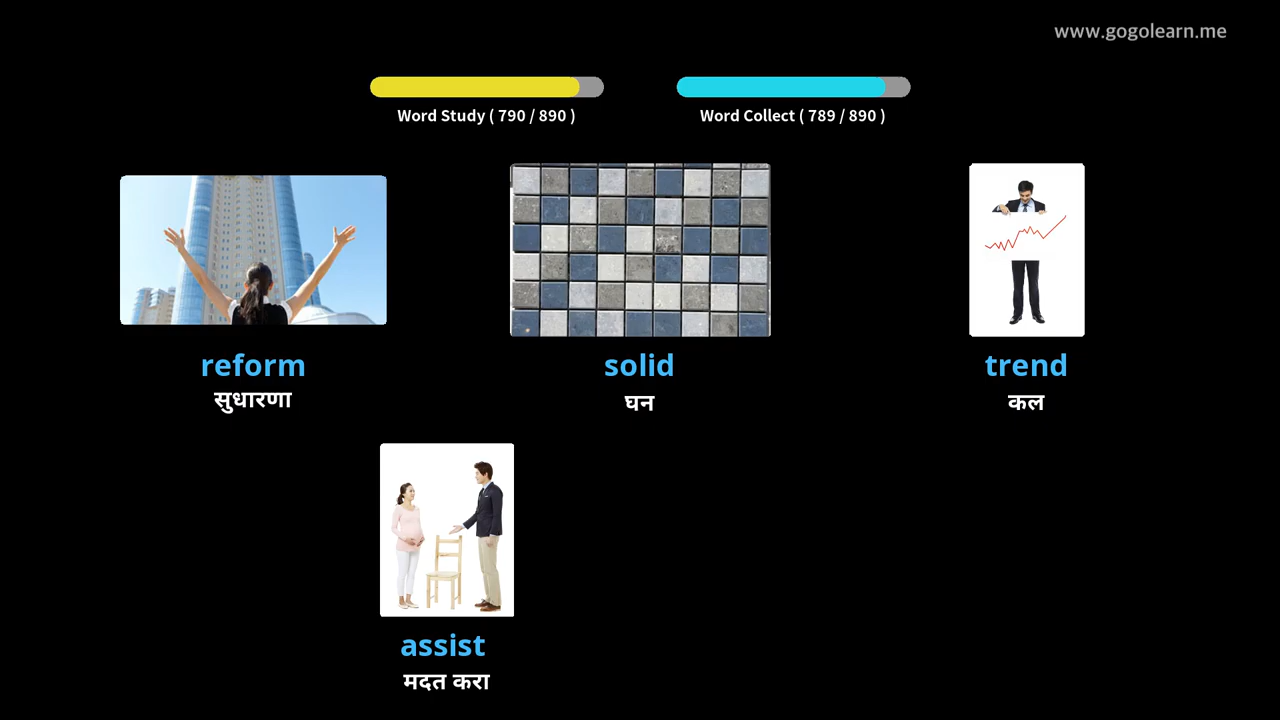 www.gogolearn.me
Word Study ( 790 / 890 )
Word Collect ( 789 / 890 )
reform
सुधारणा
solid
घन
trend
कल
assist
मदत करा